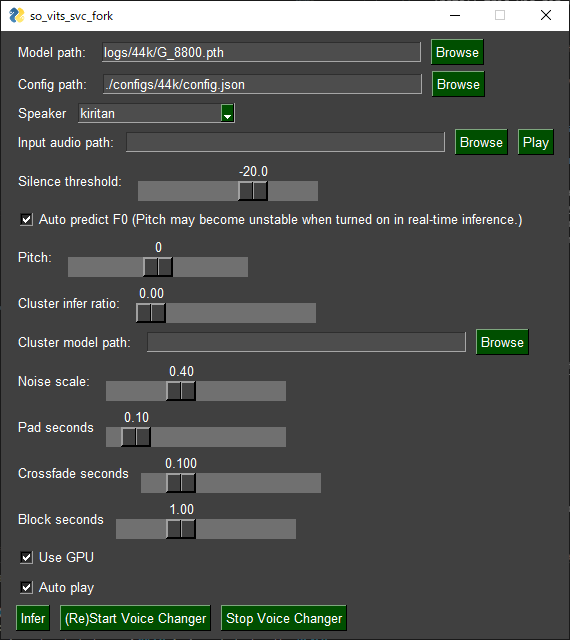 so_vits_svc_fork
Model path: logs/44k/G_8800.pth Browse
Config path: ./configs/44k/config.json Browse
Speaker kiritan
Input audio path: Browse Play
-20.0
Silence threshold:
Auto predict F0 (Pitch may become unstable when turned on in real-time inference.)
0
Pitch:
0.00
Cluster infer ratio:
Cluster model path: Browse
0.40
Noise scale:
0.10
Pad seconds
0.100
Crossfade seconds
1.00
Block seconds
Use GPU
Auto play
Infer (Re)Start Voice Changer Stop Voice Changer